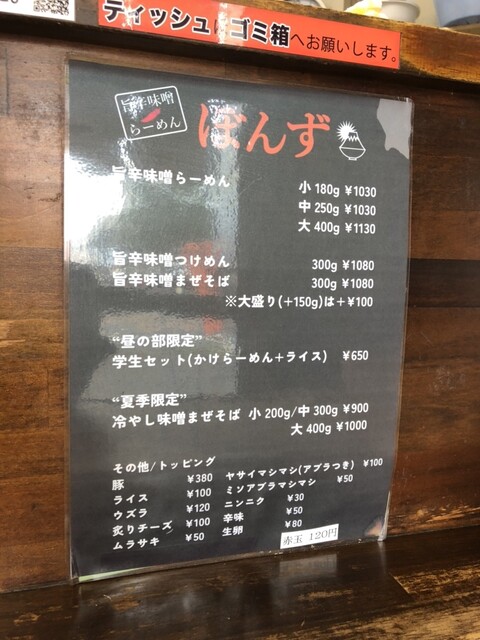 ティッシュはゴミ箱へお願いします。
旨辛味噌
らーめん
ぼんず
旨辛味噌らーめん
小 180g ¥1030
中 250g ¥1030
大 400g ¥1130
旨辛味噌つけめん 300g ¥1080
旨辛味噌まぜそば 300g ¥1080
※大盛り(+150g)は+¥100
“昼の部限定”
学生セット(かけらーめん+ライス) ¥650
“夏季限定”
冷やし味噌まぜそば 小 200g/中 300g ¥900
大 400g ¥1000
その他/トッピング
豚 ¥380
ライス ¥100
ウズラ ¥120
炙りチーズ ¥100
ムラサキ ¥50
ヤサイマシマシ(アブラつき) ¥100
ミソアブラマシマシ ¥50
ニンニク ¥30
辛味 ¥50
生卵 ¥80
赤玉 120円